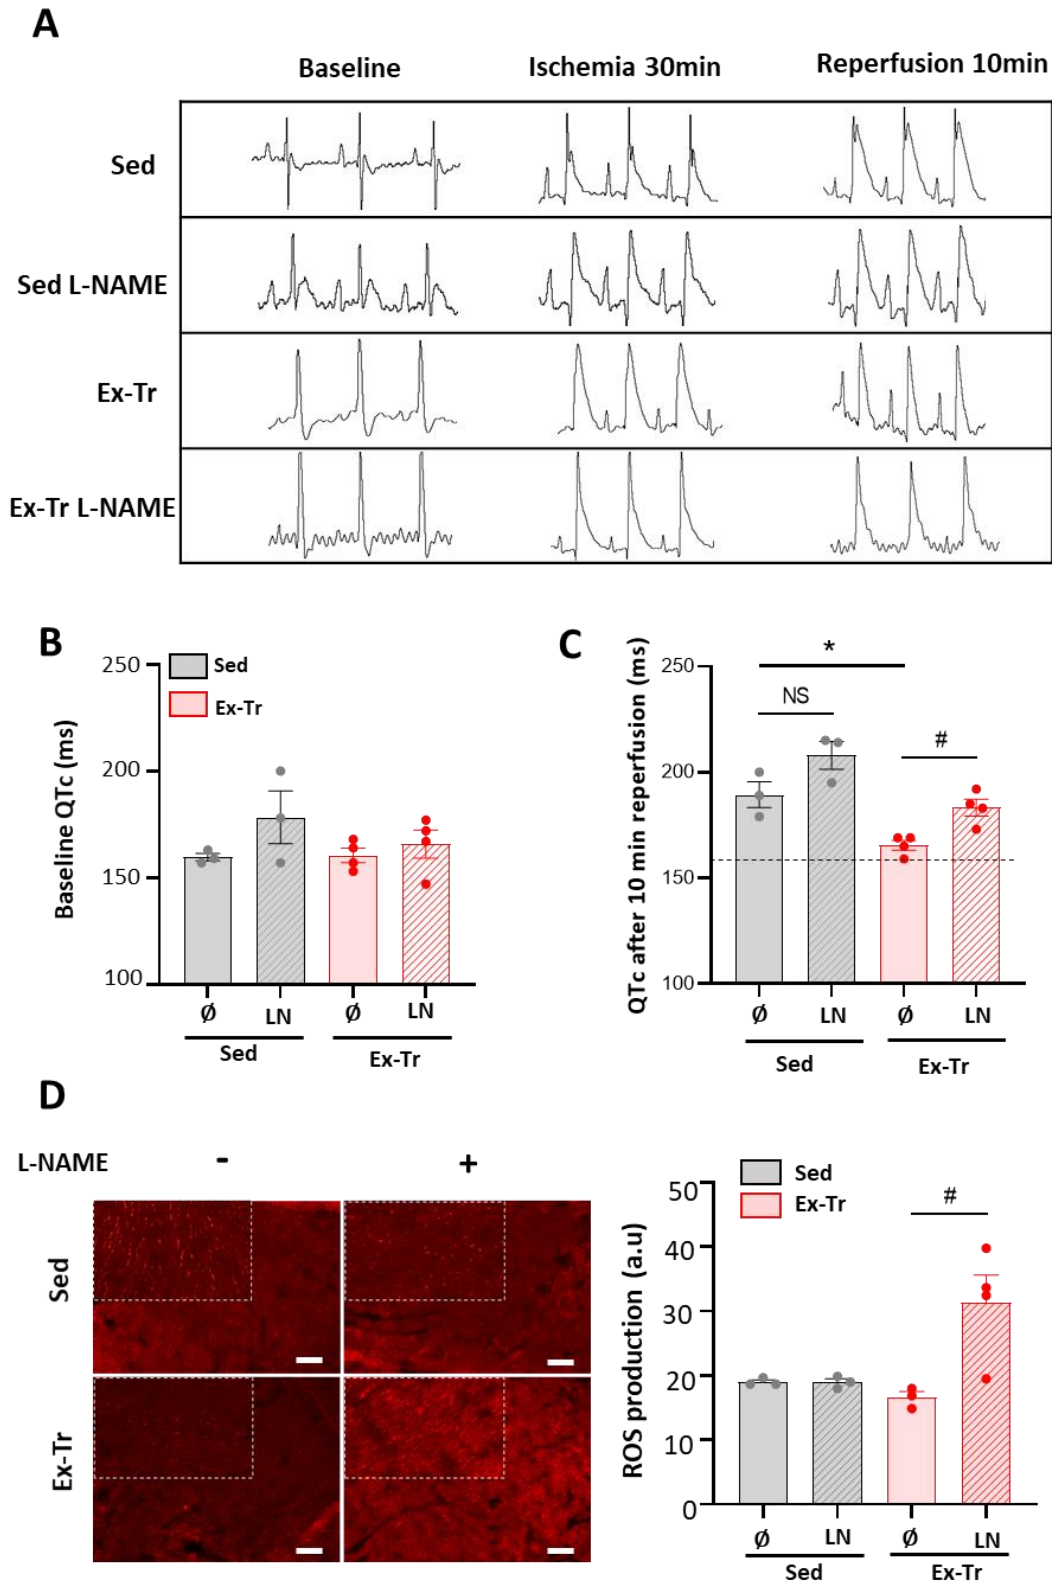 A
Baseline
Ischemia 30min
Reperfusion 10min
Sed
Sed L-NAME
Ex-Tr
Ex-Tr L-NAME
B
Baseline QTc (ms)
250
200
150
100
Sed
Ex-Tr
Ø LN Ø LN
Sed Ex-Tr
C
QTc after 10 min reperfusion (ms)
250
200
150
100
*
NS
#
Ø LN Ø LN
Sed Ex-Tr
D
L-NAME - +
Sed
Ex-Tr
ROS production (a.u)
50
40
30
20
10
0
Sed
Ex-Tr
#
Ø LN Ø LN
Sed Ex-Tr